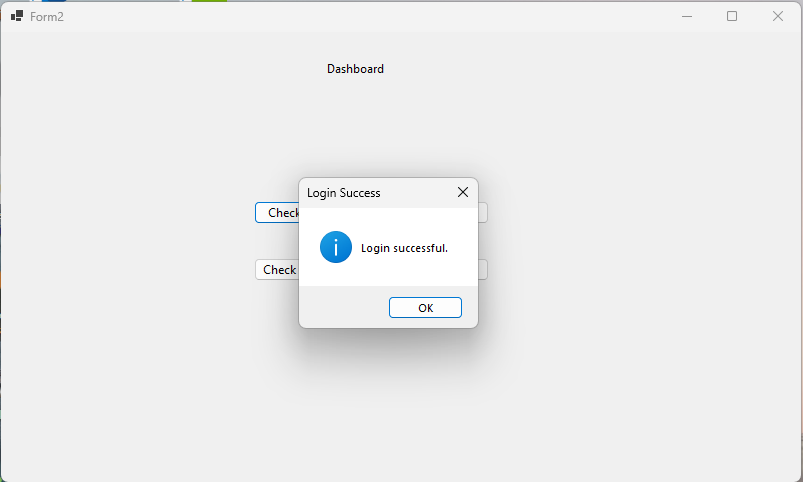 Form2
Dashboard
Login Success
Check
Login successful.
Check
OK